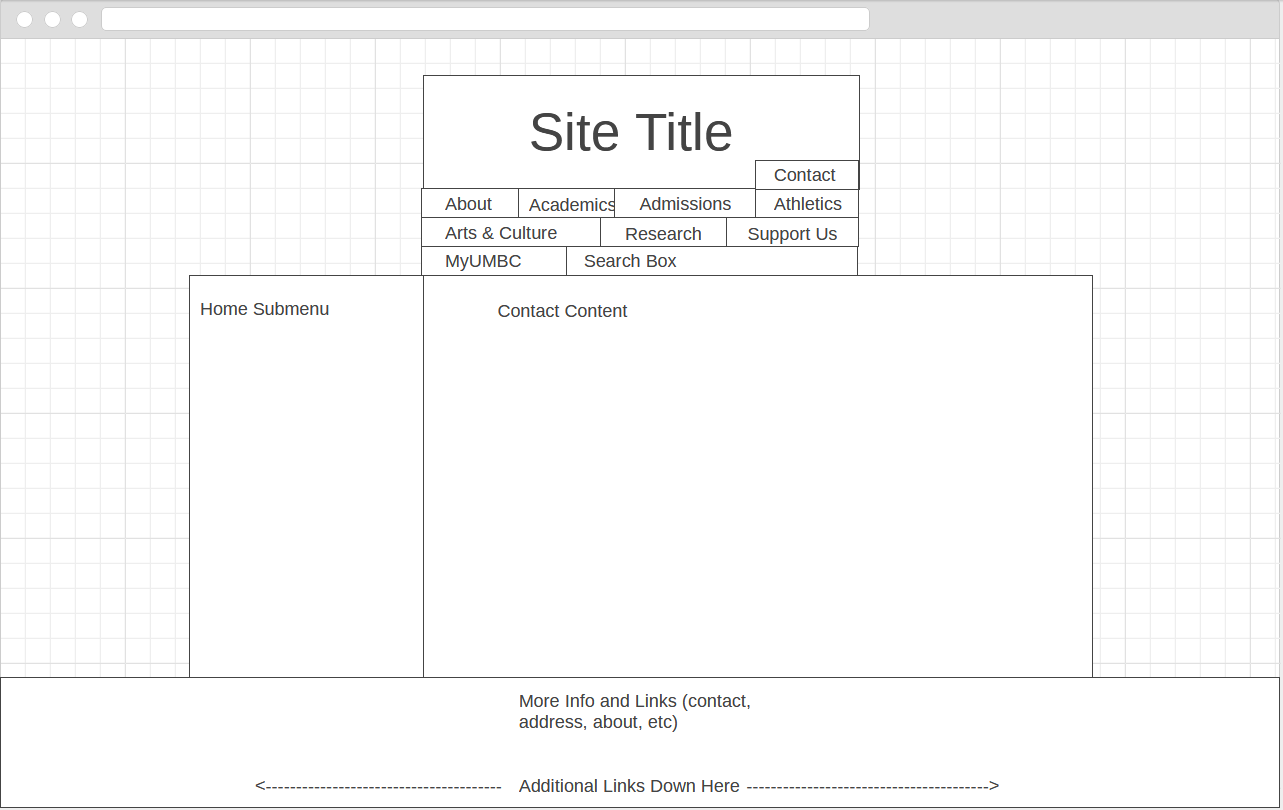 Site Title
Contact
About Academics Admissions Athletics
Arts & Culture Research Support Us
MyUMBC Search Box
Home Submenu Contact Content
More Info and Links (contact,
address, about, etc)
<--------------------------------------- Additional Links Down Here ---------------------------------------->